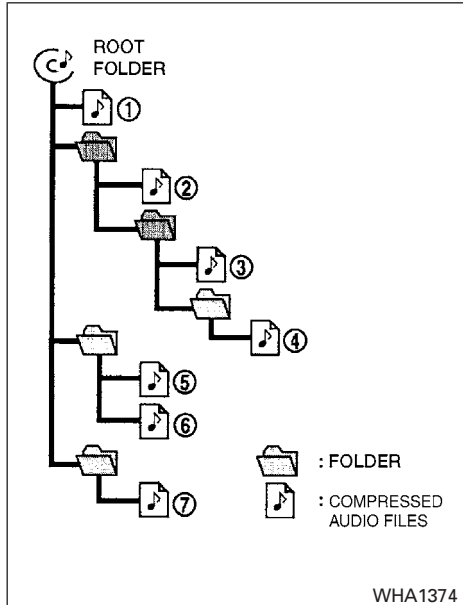 ROOT
FOLDER
①
②
③
④
⑤
⑥
⑦
: FOLDER
: COMPRESSED
AUDIO FILES
WHA1374